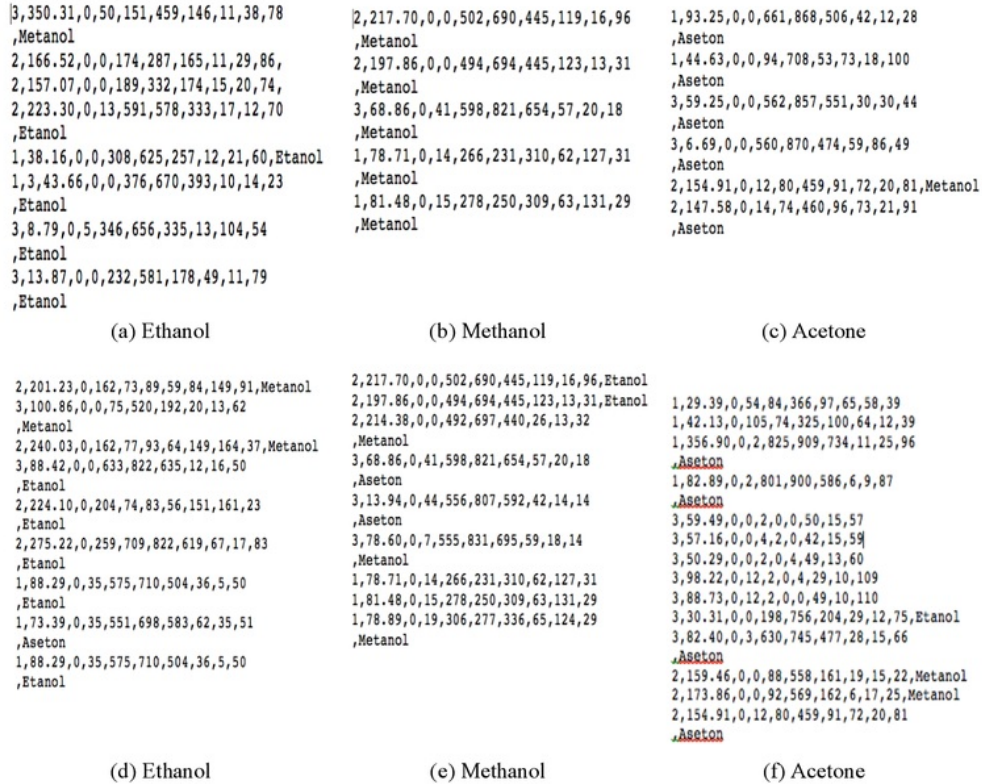 3,350.31,0,50,151,459,146,11,38,78
,Metanol
2,166.52,0,0,174,287,165,11,29,86,
2,157.07,0,0,189,332,174,15,20,74,
2,223.30,0,13,591,578,333,17,12,70
,Etanol
1,38.16,0,0,308,625,257,12,21,60,Etanol
1,3,43.66,0,0,376,670,393,10,14,23
,Etanol
3,8.79,0,5,346,656,335,13,104,54
,Etanol
3,13.87,0,0,232,581,178,49,11,79
,Etanol
(a) Ethanol
2,217.70,0,0,502,690,445,119,16,96
,Metanol
2,197.86,0,0,494,694,445,123,13,31
,Metanol
3,68.86,0,41,598,821,654,57,20,18
,Metanol
1,78.71,0,14,266,231,310,62,127,31
,Metanol
1,81.48,0,15,278,250,309,63,131,29
,Metanol
(b) Methanol
1,93.25,0,0,661,868,506,42,12,28
,Aseton
1,44.63,0,0,94,708,53,73,18,100
,Aseton
3,59.25,0,0,562,857,551,30,30,44
,Aseton
3,6.69,0,0,560,870,474,59,86,49
,Aseton
2,154.91,0,12,80,459,91,72,20,81,Metanol
2,147.58,0,14,74,460,96,73,21,91
,Aseton
(c) Acetone
2,201.23,0,162,73,89,59,84,149,91,Metanol
3,100.86,0,0,75,520,192,20,13,62
,Metanol
2,240.03,0,162,77,93,64,149,164,37,Metanol
3,88.42,0,0,633,822,635,12,16,50
,Etanol
2,224.10,0,204,74,83,56,151,161,23
,Etanol
2,275.22,0,259,709,822,619,67,17,83
,Etanol
1,88.29,0,35,575,710,504,36,5,50
,Etanol
1,73.39,0,35,551,698,583,62,35,51
,Aseton
1,88.29,0,35,575,710,504,36,5,50
,Etanol
(d) Ethanol
2,217.70,0,0,502,690,445,119,16,96,Etanol
2,197.86,0,0,494,694,445,123,13,31,Etanol
2,214.38,0,0,492,697,440,26,13,32
,Metanol
3,68.86,0,41,598,821,654,57,20,18
,Aseton
3,13.94,0,44,556,807,592,42,14,14
,Aseton
3,78.60,0,7,555,831,695,59,18,14
,Metanol
1,78.71,0,14,266,231,310,62,127,31
1,81.48,0,15,278,250,309,63,131,29
1,78.89,0,19,306,277,336,65,124,29
,Metanol
(e) Methanol
1,29.39,0,54,84,366,97,65,58,39
1,42.13,0,105,74,325,100,64,12,39
1,356.90,0,2,825,909,734,11,25,96
,Aseton
1,82.89,0,2,801,900,586,6,9,87
,Aseton
3,59.49,0,0,2,0,0,50,15,57
3,57.16,0,0,4,2,0,42,15,59
3,50.29,0,0,2,0,4,49,13,60
3,98.22,0,12,2,0,4,29,10,109
3,88.73,0,12,2,0,0,49,10,110
3,30.31,0,0,198,756,204,29,12,75,Etanol
3,82.40,0,3,630,745,477,28,15,66
,Aseton
2,159.46,0,0,88,558,161,19,15,22,Metanol
2,173.86,0,0,92,569,162,6,17,25,Metanol
2,154.91,0,12,80,459,91,72,20,81
,Aseton
(f) Acetone